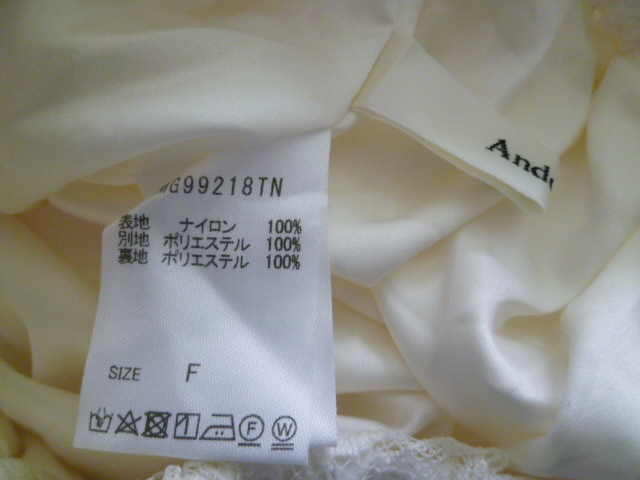 MG99218TN
表地 ナイロン 100%
別地 ポリエステル 100%
裏地 ポリエステル 100%
SIZE F
F W